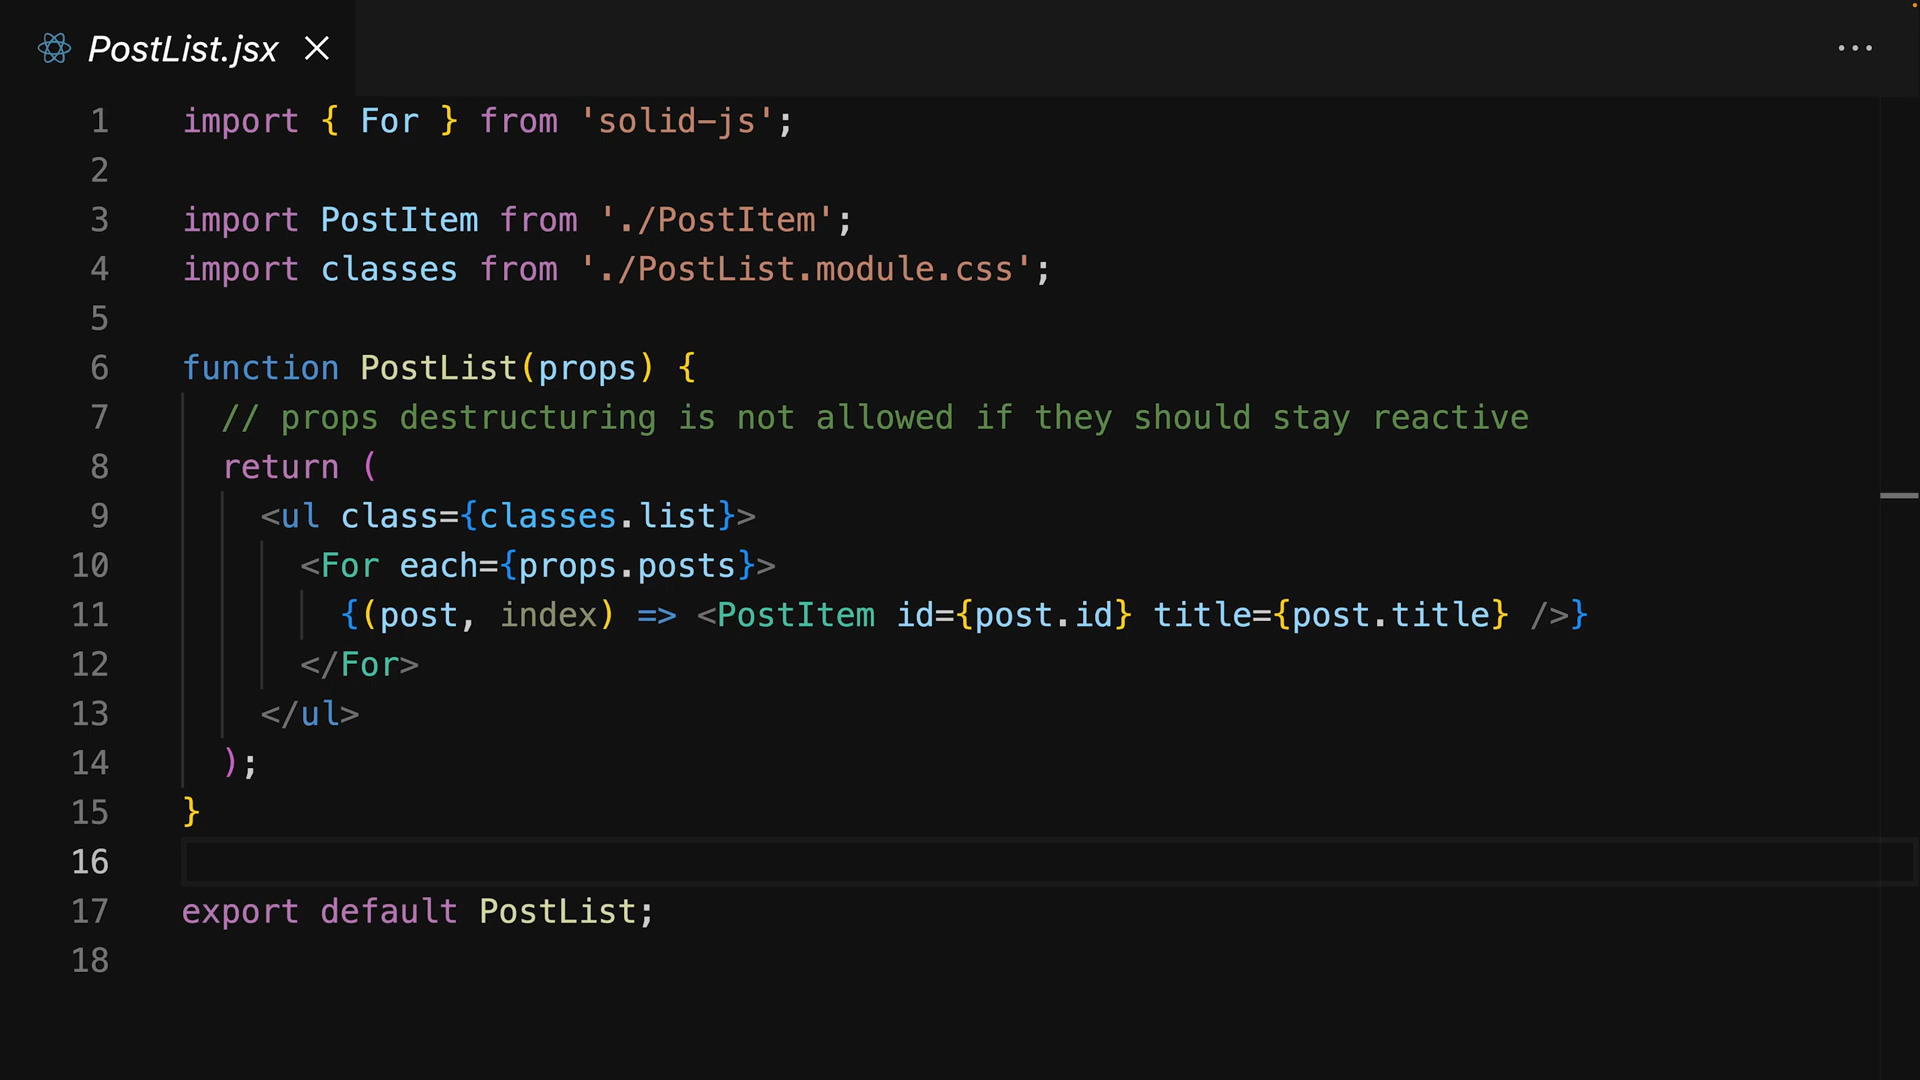 PostList.jsx
1 import { For } from 'solid-js';
2
3 import PostItem from './PostItem';
4 import classes from './PostList.module.css';
5
6 function PostList(props) {
7 // props destructuring is not allowed if they should stay reactive
8 return (
9 <ul class={classes.list}>
10 <For each={props.posts}>
11 {(post, index) => <PostItem id={post.id} title={post.title} />}
12 </For>
13 </ul>
14 );
15 }
16
17 export default PostList;
18